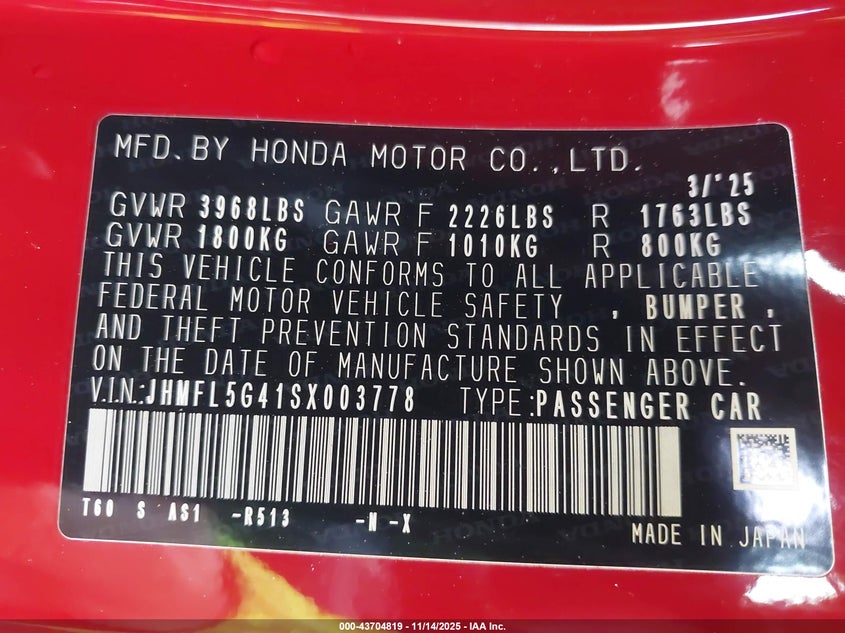 MFD. BY HONDA MOTOR CO., LTD.
3/'25
GVWR 3968LBS GAWR F 2226LBS R 1763LBS
GVWR 1800KG GAWR F 1010KG R 800KG
THIS VEHICLE CONFORMS TO ALL APPLICABLE
FEDERAL MOTOR VEHICLE SAFETY , BUMPER ,
AND THEFT PREVENTION STANDARDS IN EFFECT
ON THE DATE OF MANUFACTURE SHOWN ABOVE.
V.I.N.:JHMFL5G41SX003778 TYPE:PASSENGER CAR
T60 S AS1 -R513 -N -X
MADE IN JAPAN
000-43704819 | 11/14/2025 - IAA Inc.